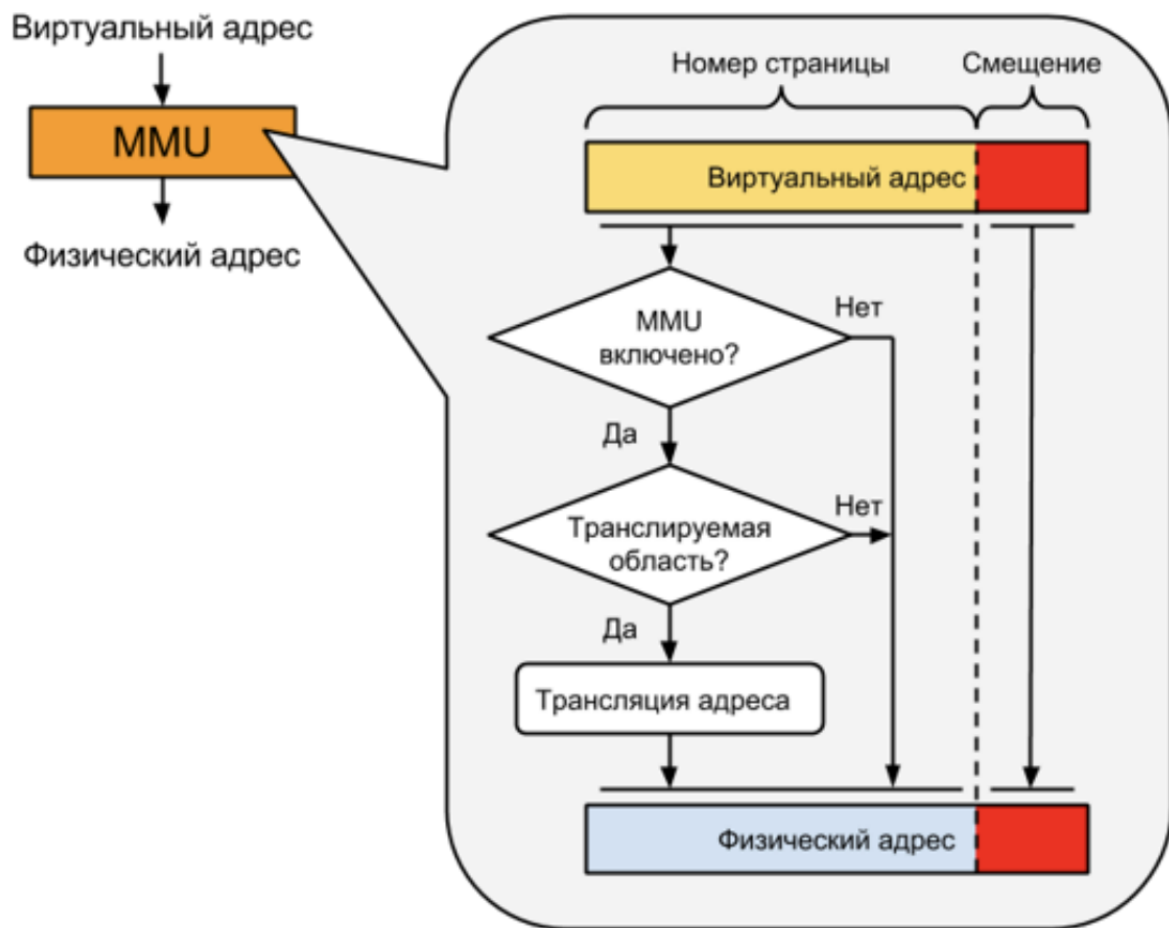 Виртуальный адрес
MMU
Физический адрес
Номер страницы
Смещение
Виртуальный адрес
MMU
включено?
Нет
Да
Транслируемая
область?
Нет
Да
Трансляция адреса
Физический адрес